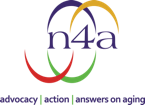 n4a
advocacy | action | answers on aging